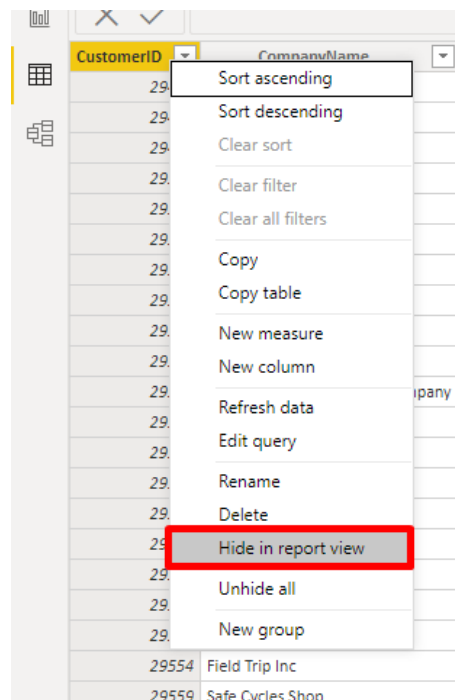 CustomerID CompanyName
Sort ascending
Sort descending
Clear sort
Clear filter
Clear all filters
Copy
Copy table
New measure
New column
Refresh data
Edit query
Rename
Delete
Hide in report view
Unhide all
New group
29554 Field Trip Inc
29559 Safe Cycles Shop